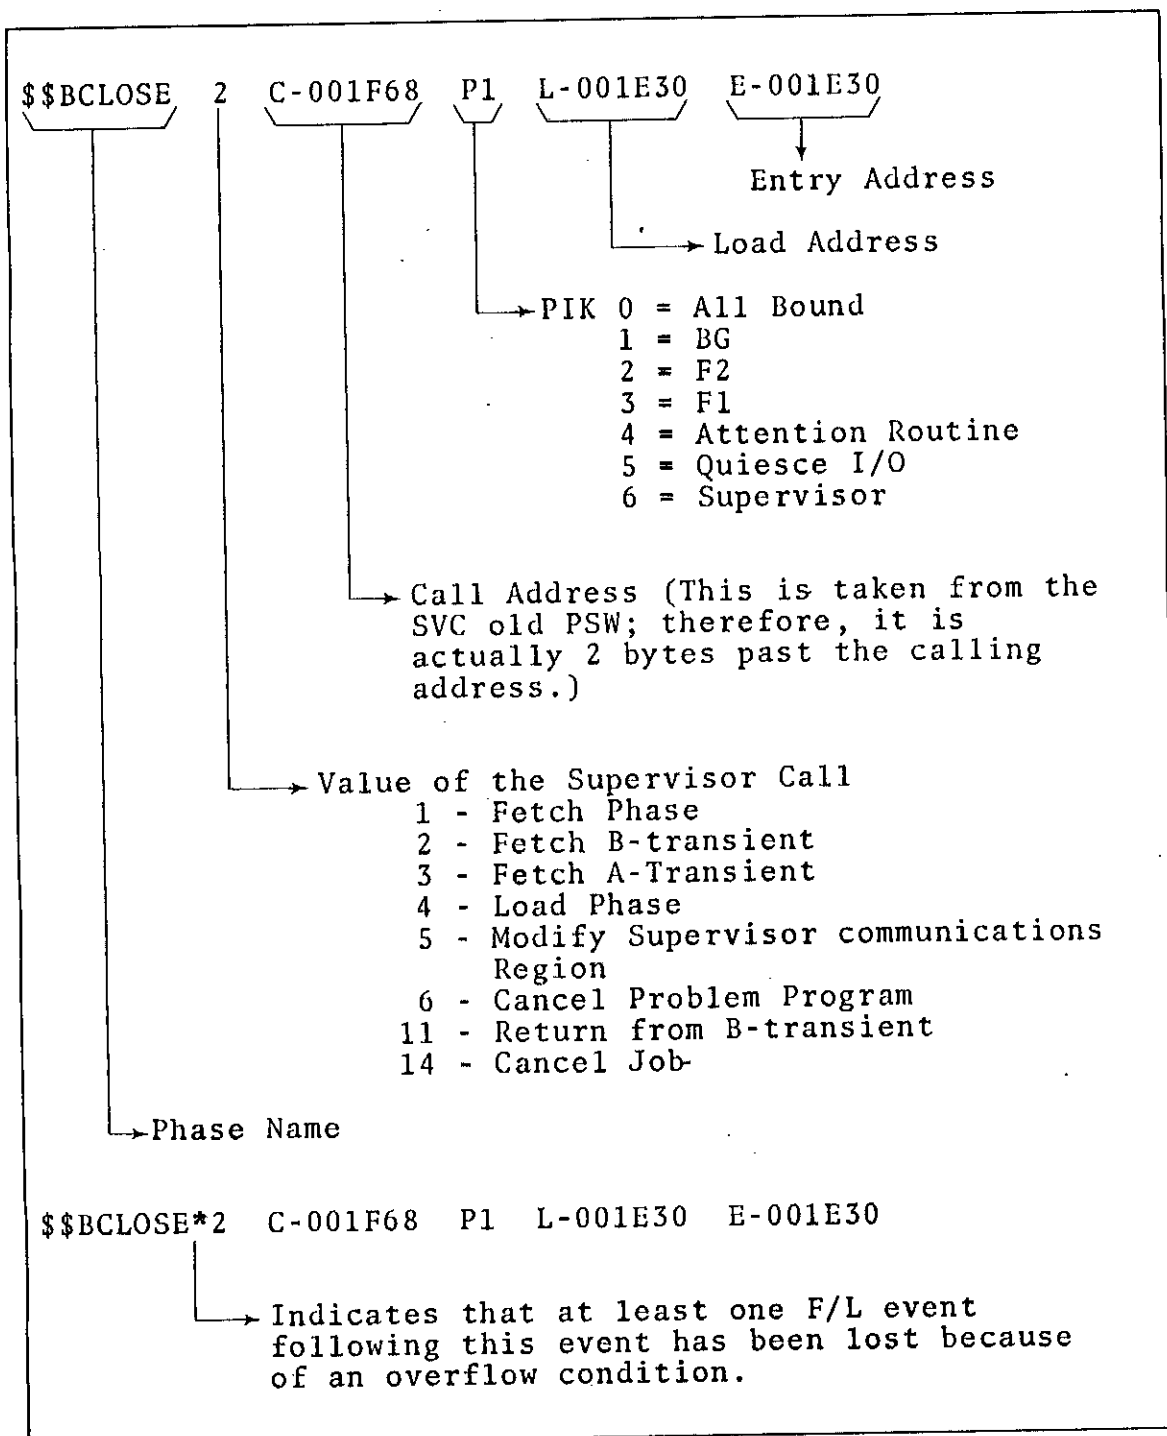 $$BCLOSE 2 C-001F68 P1 L-001E30 E-001E30
Entry Address
Load Address
PIK 0 = All Bound
1 = BG
2 = F2
3 = F1
4 = Attention Routine
5 = Quiesce I/O
6 = Supervisor
Call Address (This is taken from the
SVC old PSW; therefore, it is
actually 2 bytes past the calling
address.)
Value of the Supervisor Call
1 - Fetch Phase
2 - Fetch B-transient
3 - Fetch A-Transient
4 - Load Phase
5 - Modify Supervisor communications
Region
6 - Cancel Problem Program
11 - Return from B-transient
14 - Cancel Job
Phase Name
$$BCLOSE*2 C-001F68 P1 L-001E30 E-001E30
Indicates that at least one F/L event
following this event has been lost because
of an overflow condition.